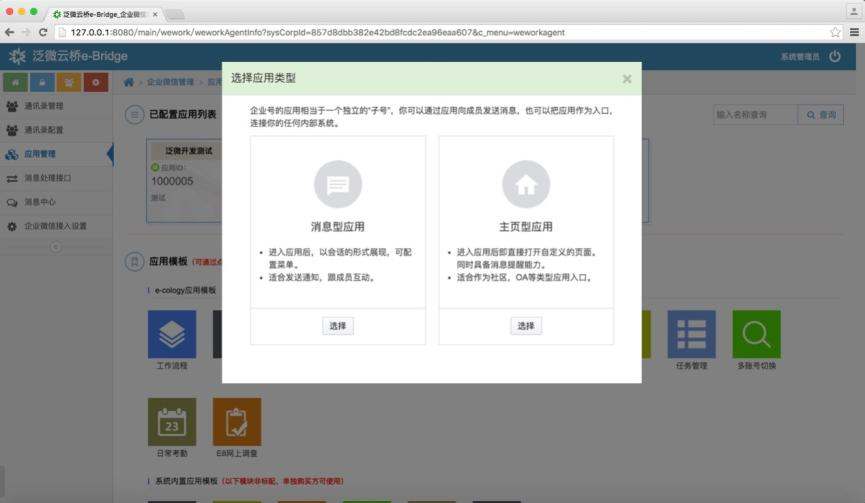 泛微云桥e-Bridge_企业微信
127.0.0.1:8080/main/wework/weworkAgentInfo?sysCorpId=857d8dbb382e42bd8fcdc2ea96eaa607&c_menu=weworkagent
泛微云桥e-Bridge
系统管理员
企业微信管理 > 应用
通讯录管理
通讯录配置
应用管理
消息处理接口
消息中心
企业微信接入设置
已配置应用列表
输入名称查询
查询
泛微开发测试
应用ID:
1000005
测试
选择应用类型
企业号的应用相当于一个独立的“子号”，你可以通过应用向成员发送消息，也可以把应用作为入口，
连接你的任何内部系统。
消息型应用
进入应用后，以会话的形式展现，可配
置菜单。
适合发送通知，跟成员互动。
选择
主页型应用
进入应用后即直接打开自定义的页面。
同时具备消息提醒能力。
适合作为社区，OA等类型应用入口。
选择
应用模板 (可通过点
e-cology应用模板
工作流程
任务管理
多账号切换
23
日常考勤
E8网上调查
系统内置应用模板 (以下模块非标配，单独购买方可使用)